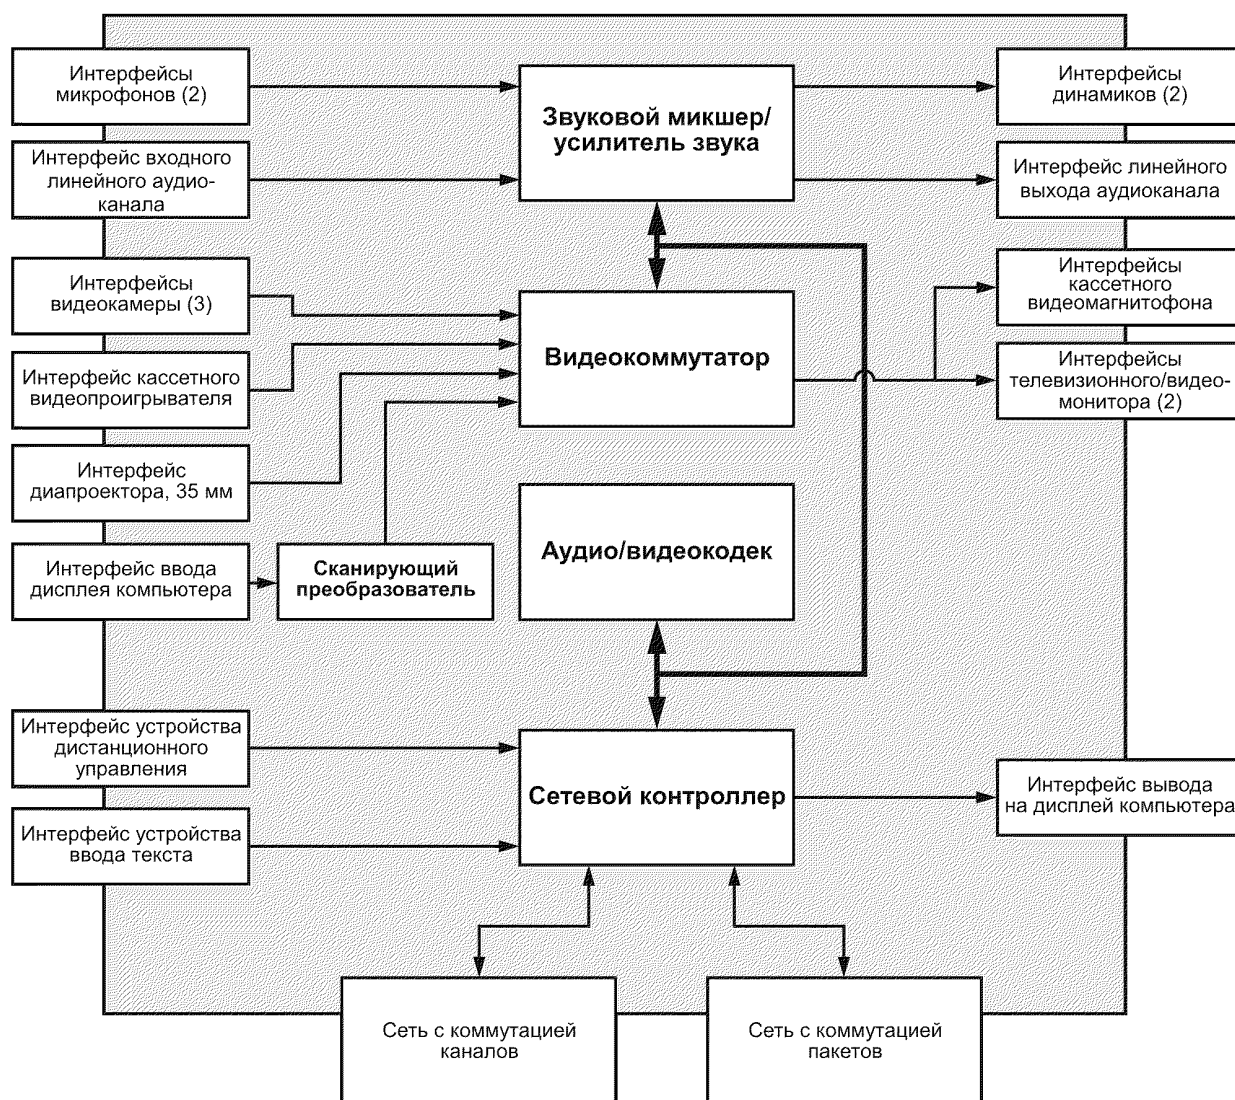 Интерфейсы
микрофонов (2)
Интерфейс входного
линейного аудио-
канала
Интерфейсы
видеокамеры (3)
Интерфейс кассетного
видеопроигрывателя
Интерфейс
диапроектора, 35 мм
Интерфейс ввода
дисплея компьютера
Сканирующий
преобразователь
Интерфейс устройства
дистанционного
управления
Интерфейс устройства
ввода текста
Звуковой микшер/
усилитель звука
Видеокоммутатор
Аудио/видеокодек
Сетевой контроллер
Интерфейсы
динамиков (2)
Интерфейс линейного
выхода аудиоканала
Интерфейсы
кассетного
видеомагнитофона
Интерфейсы
телевизионного/видео-
монитора (2)
Интерфейс вывода
на дисплей компьютера
Сеть с коммутацией
каналов
Сеть с коммутацией
пакетов